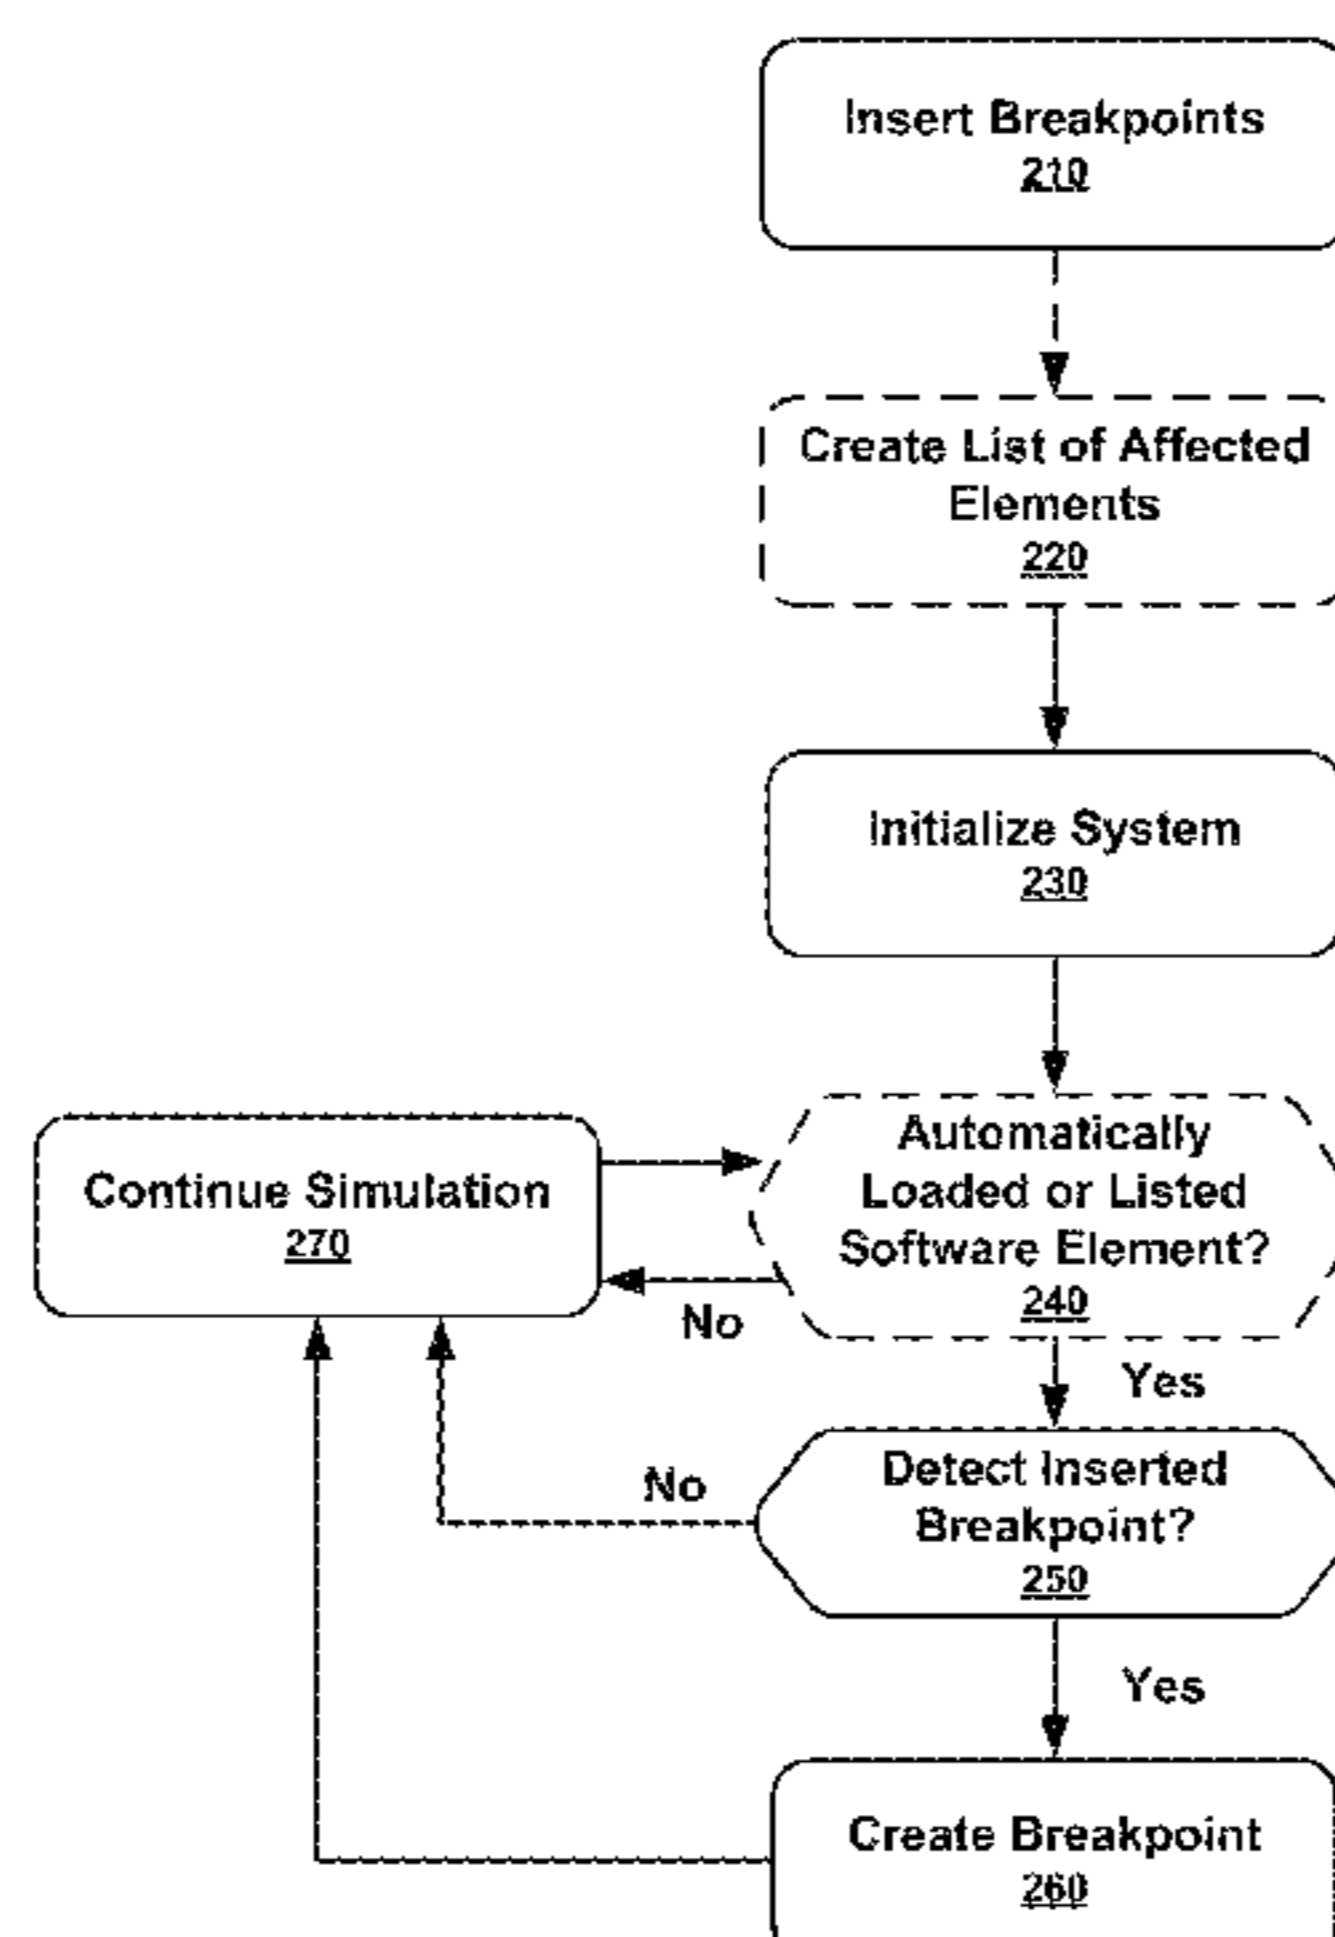 Insert Breakpoints
210
Create List of Affected
Elements
220
Initialize System
230
Automatically
Loaded or Listed
Software Element?
240
Continue Simulation
270
No
Yes
Detect Inserted
Breakpoint?
250
No
Yes
Create Breakpoint
260